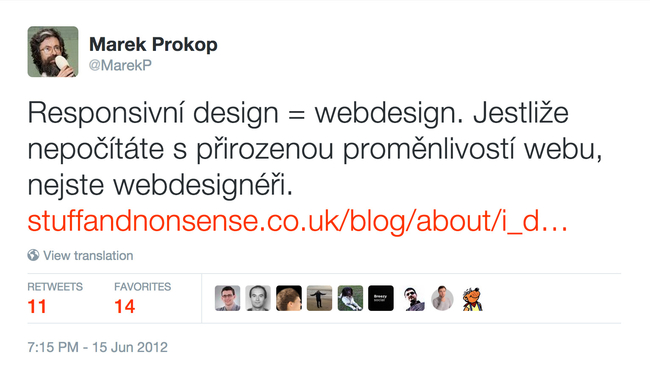 Marek Prokop
@MarekP
Responsivní design = webdesign. Jestliže
nepočítáte s přirozenou proměnlivostí webu,
nejste webdesignéři.
stuffandnonsense.co.uk/blog/about/i_d…
View translation
RETWEETS FAVORITES
11 14
Breezy
7:15 PM - 15 Jun 2012